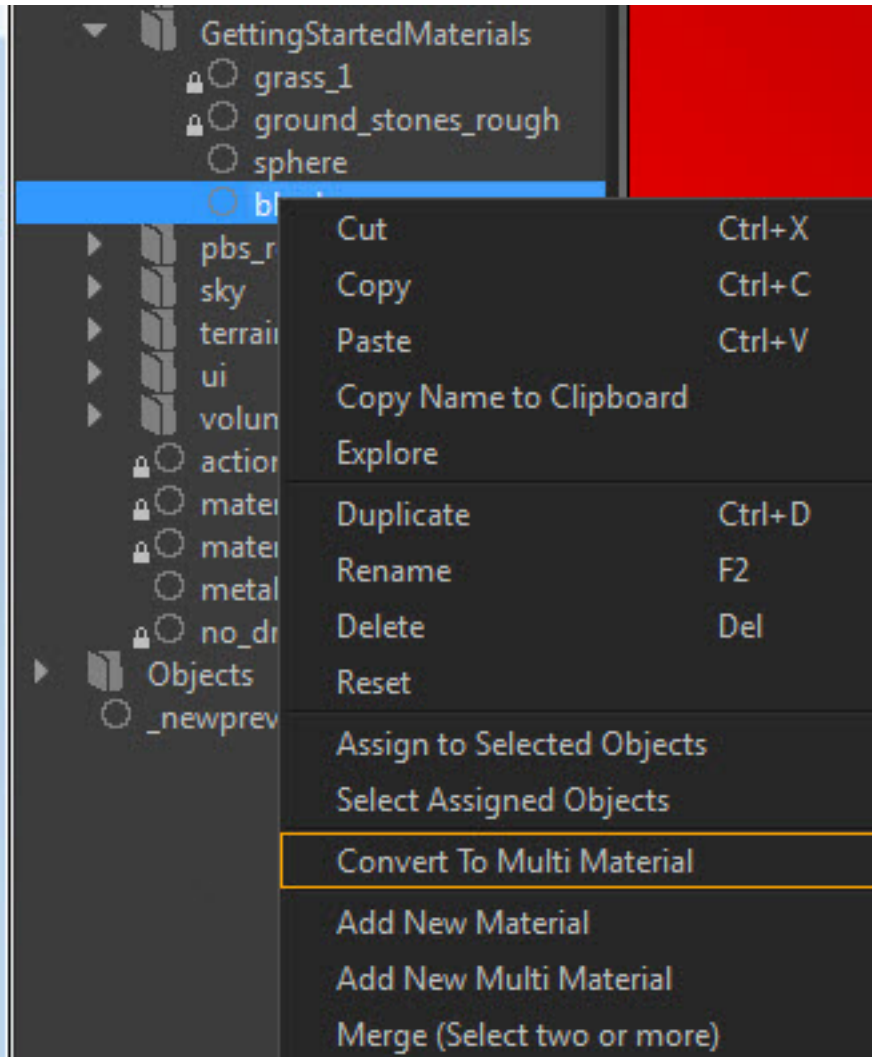 GettingStartedMaterials
grass_1
ground_stones_rough
sphere
Cut Ctrl+X
sky
Copy Ctrl+C
Paste Ctrl+V
ui
Copy Name to Clipboard
Explore
Duplicate Ctrl+D
Rename F2
Delete Del
Objects
Reset
Assign to Selected Objects
Select Assigned Objects
Convert To Multi Material
Add New Material
Add New Multi Material
Merge (Select two or more)